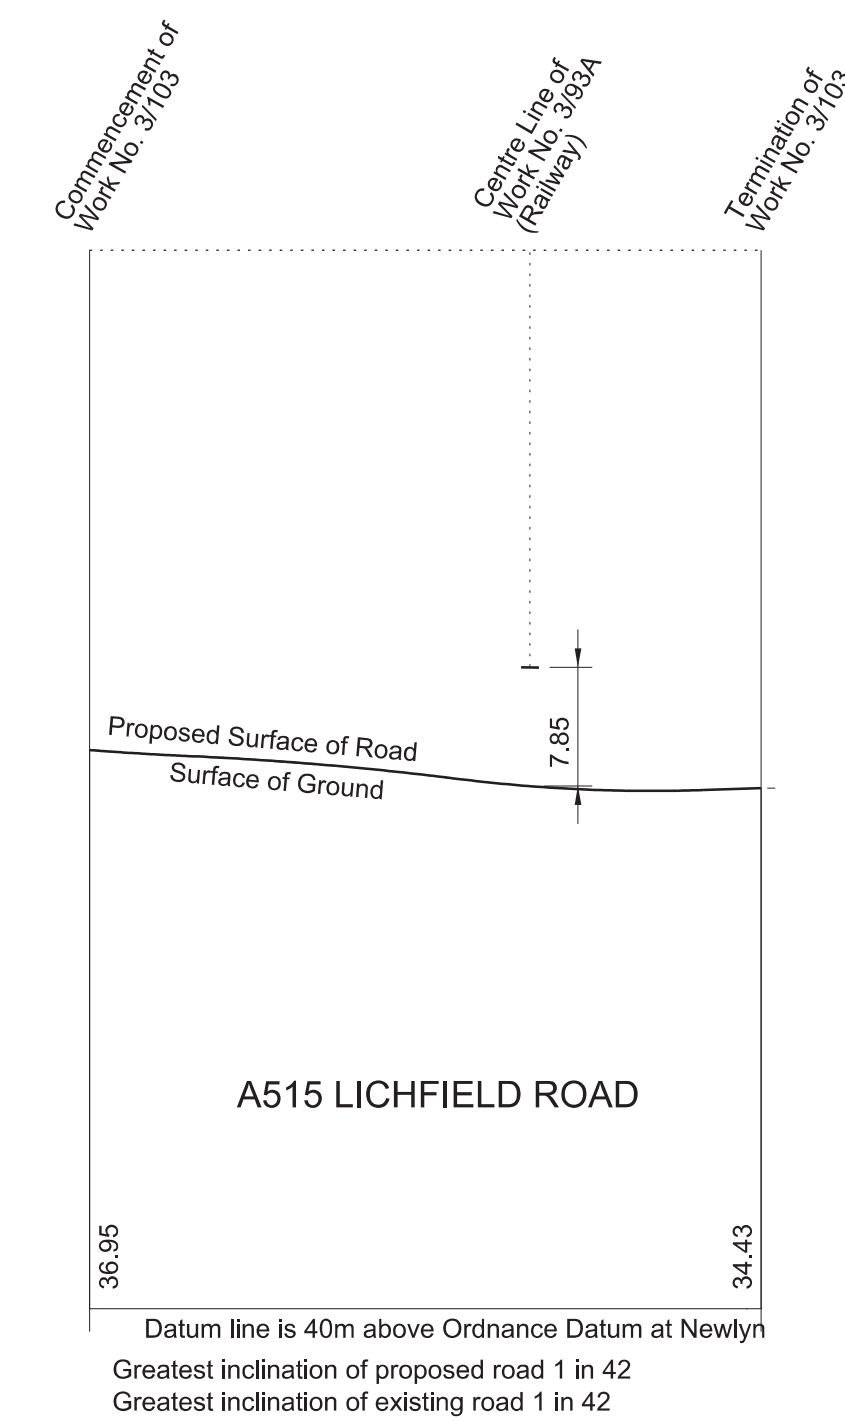 Commencement of
Work No. 3/103
Centre Line of
Work No. 3/93A
(Railway)
Termination of
Work No. 3/103
7.85
Proposed Surface of Road
Surface of Ground
A515 LICHFIELD ROAD
36.95
34.43
Datum line is 40m above Ordnance Datum at Newlyn
Greatest inclination of proposed road 1 in 42
Greatest inclination of existing road 1 in 42